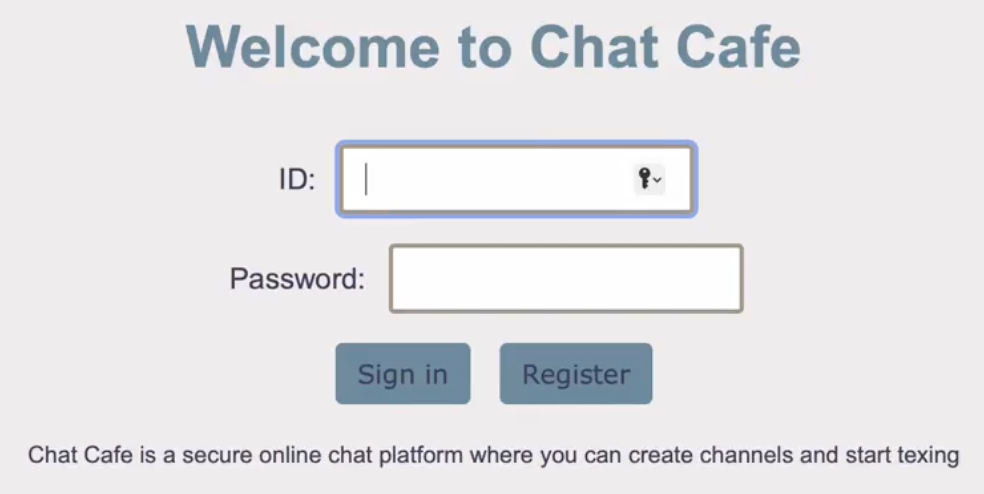 Welcome to Chat Cafe
ID:
Password:
Sign in Register
Chat Cafe is a secure online chat platform where you can create channels and start texing